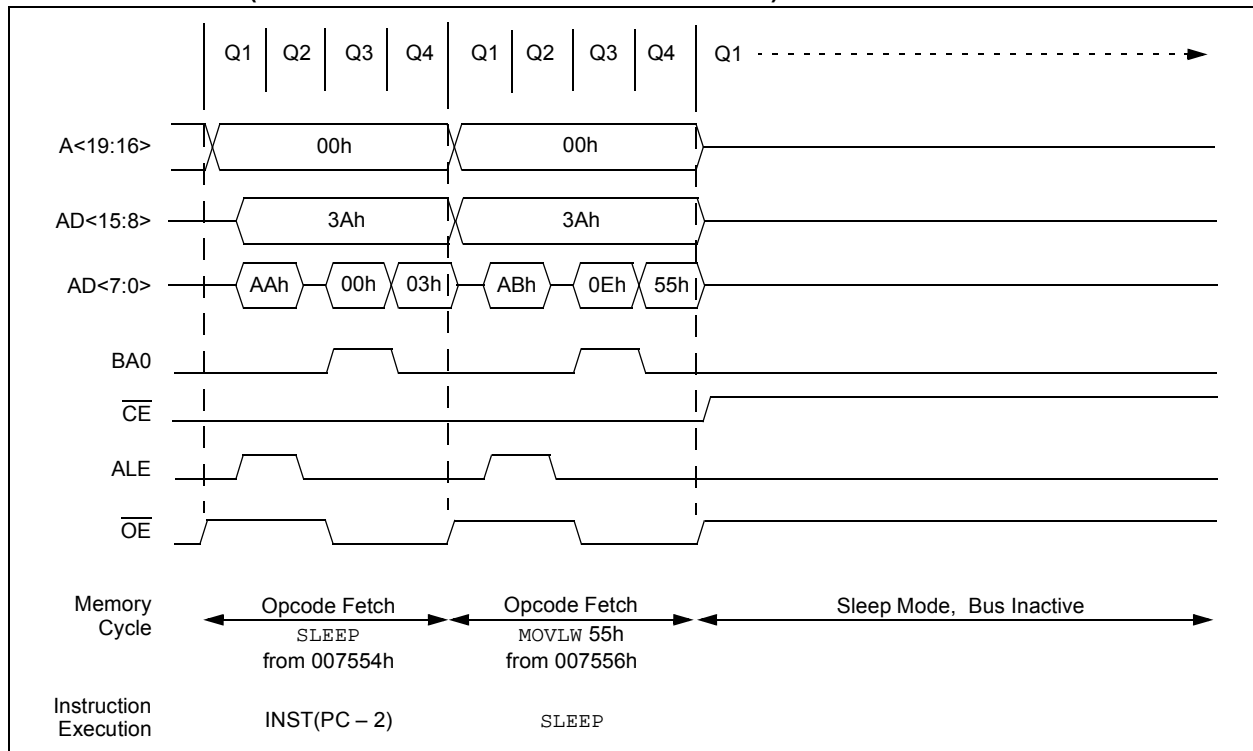 Q1 Q2 Q3 Q4 Q1 Q2 Q3 Q4 Q1
A<19:16> 00h 00h
AD<15:8> 3Ah 3Ah
AD<7:0> AAh 00h 03h ABh 0Eh 55h
BA0
CE
ALE
OE
Memory Cycle
Opcode Fetch
SLEEP
from 007554h
Opcode Fetch
MOVLW 55h
from 007556h
Sleep Mode, Bus Inactive
Instruction Execution
INST(PC – 2)
SLEEP